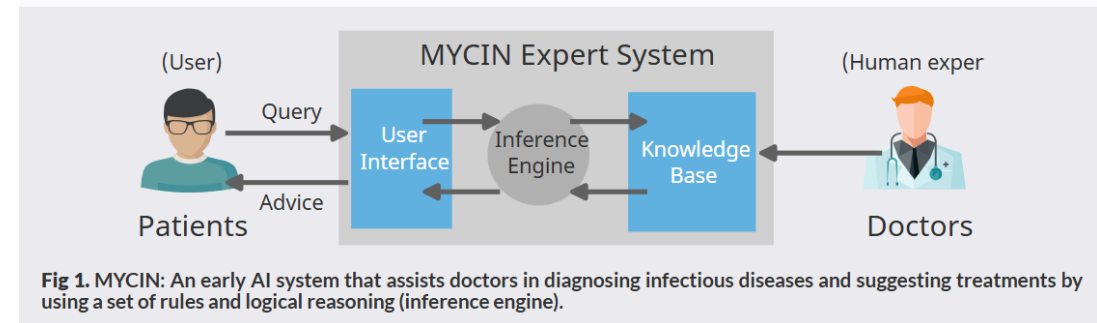 MYCIN Expert System
(User)
(Human exper
Query
User
Interface
Inference
Engine
Knowledge
Base
Advice
Patients
Doctors
Fig 1. MYCIN: An early AI system that assists doctors in diagnosing infectious diseases and suggesting treatments by
using a set of rules and logical reasoning (inference engine).